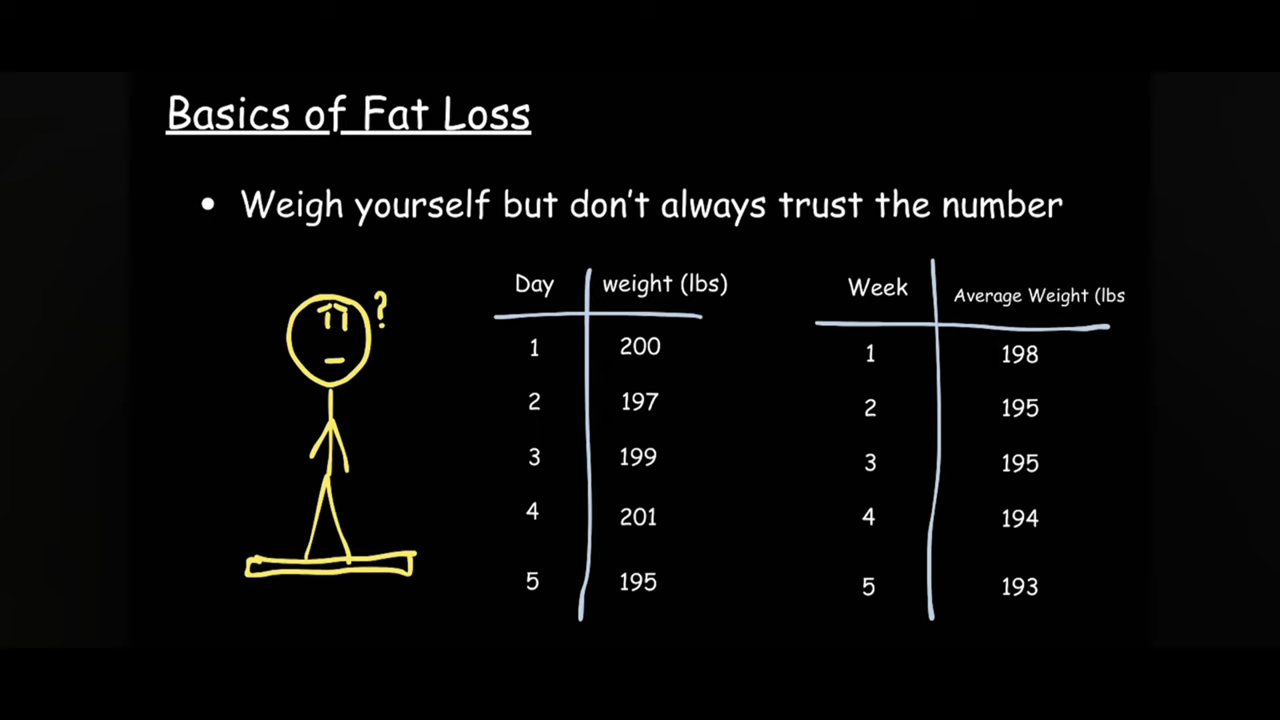 Basics of Fat Loss
• Weigh yourself but don't always trust the number
?
Day weight (lbs)
1 200
2 197
3 199
4 201
5 195
Week Average Weight (lbs
1 198
2 195
3 195
4 194
5 193